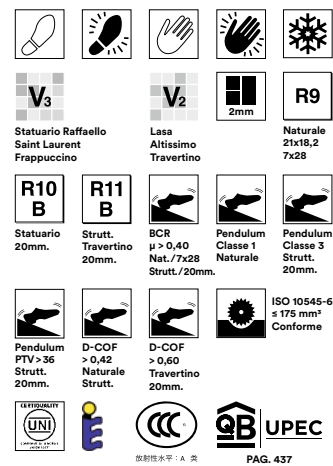 V3
V2
2mm
R9
Statuario Raffaello
Saint Laurent
Frappuccino
Lasa
Altissimo
Travertino
Naturale
21x18,2
7x28
R10
B
R11
B
Statuario
20mm.
Strutt.
Travertino
20mm.
BCR
μ > 0,40
Nat./7x28
Strutt./20mm.
Pendulum
Classe 1
Naturale
Pendulum
Classe 3
Strutt.
20mm.
ISO 10545-6
≤ 175 mm³
Conforme
Pendulum
PTV > 36
Strutt.
20mm.
D-COF
> 0,42
Naturale
Strutt.
D-COF
> 0,60
Travertino
20mm.
CERTIQUALITY
UNI
CCC
放射性水平：A 类
QB
UPEC
PAG. 437